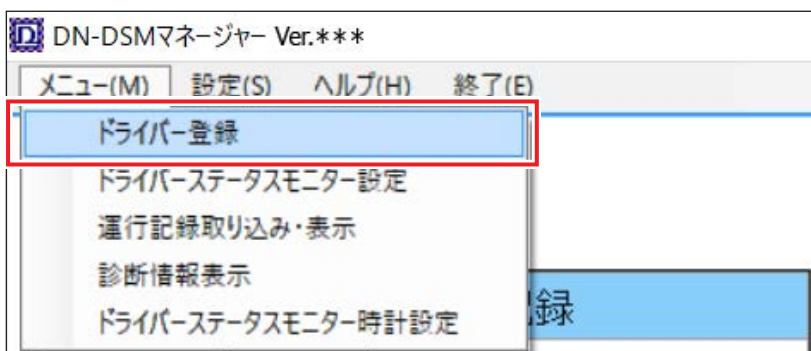 DN-DSMマネージャー Ver.***
メニュー(M) 設定(S) ヘルプ(H) 終了(E)
ドライバー登録
ドライバーステータスモニター設定
運行記録取り込み・表示
診断情報表示
録
ドライバーステータスモニター時計設定